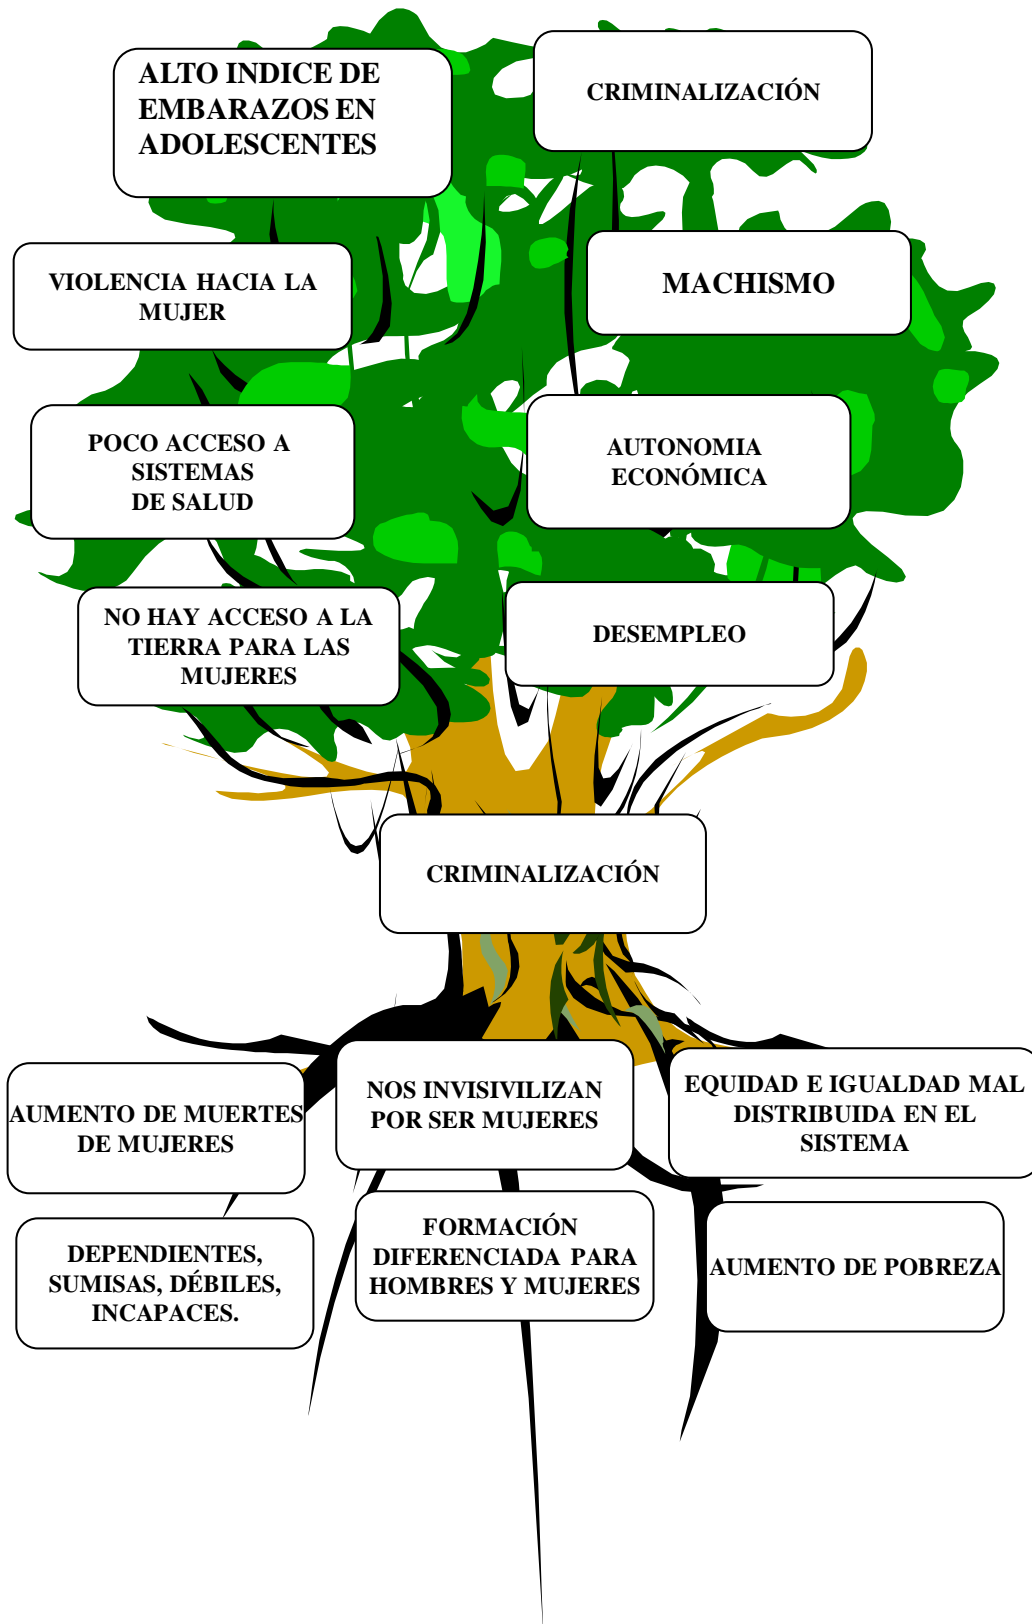 ALTO INDICE DE
EMBARAZOS EN
ADOLESCENTES
CRIMINALIZACIÓN
VIOLENCIA HACIA LA
MUJER
MACHISMO
POCO ACCESO A
SISTEMAS
DE SALUD
AUTONOMIA
ECONÓMICA
NO HAY ACCESO A LA
TIERRA PARA LAS
MUJERES
DESEMPLEO
CRIMINALIZACIÓN
AUMENTO DE MUERTES
DE MUJERES
NOS INVISIVILIZAN
POR SER MUJERES
EQUIDAD E IGUALDAD MAL
DISTRIBUIDA EN EL
SISTEMA
DEPENDIENTES,
SUMISAS, DÉBILES,
INCAPACES.
FORMACIÓN
DIFERENCIADA PARA
HOMBRES Y MUJERES
AUMENTO DE POBREZA